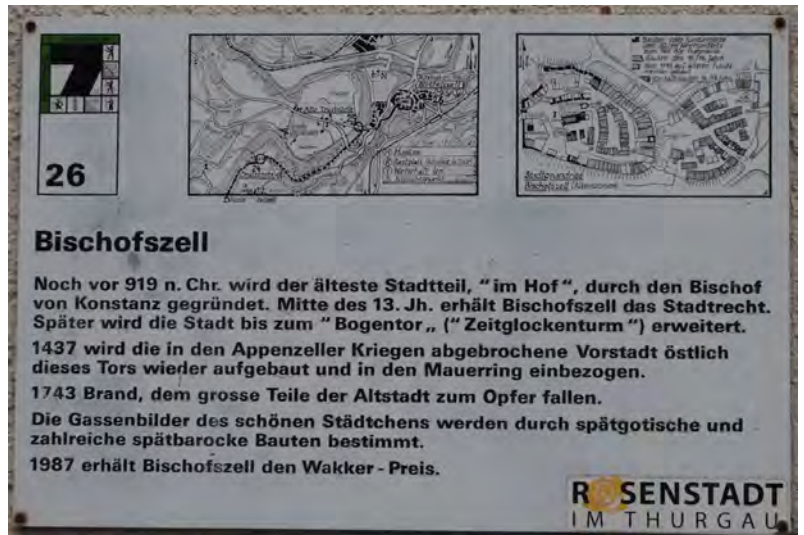 7
26
Bischofszell
Noch vor 919 n. Chr. wird der älteste Stadtteil, “im Hof“, durch den Bischof
von Konstanz gegründet. Mitte des 13. Jh. erhält Bischofszell das Stadtrecht.
Später wird die Stadt bis zum “Bogentor„ (“Zeitglockenturm“) erweitert.
1437 wird die in den Appenzeller Kriegen abgebrochene Vorstadt östlich
dieses Tors wieder aufgebaut und in den Mauerring einbezogen.
1743 Brand, dem grosse Teile der Altstadt zum Opfer fallen.
Die Gassenbilder des schönen Städtchens werden durch spätgotische und
zahlreiche spätbarocke Bauten bestimmt.
1987 erhält Bischofszell den Wakker-Preis.
ROSENSTADT
IM THURGAU